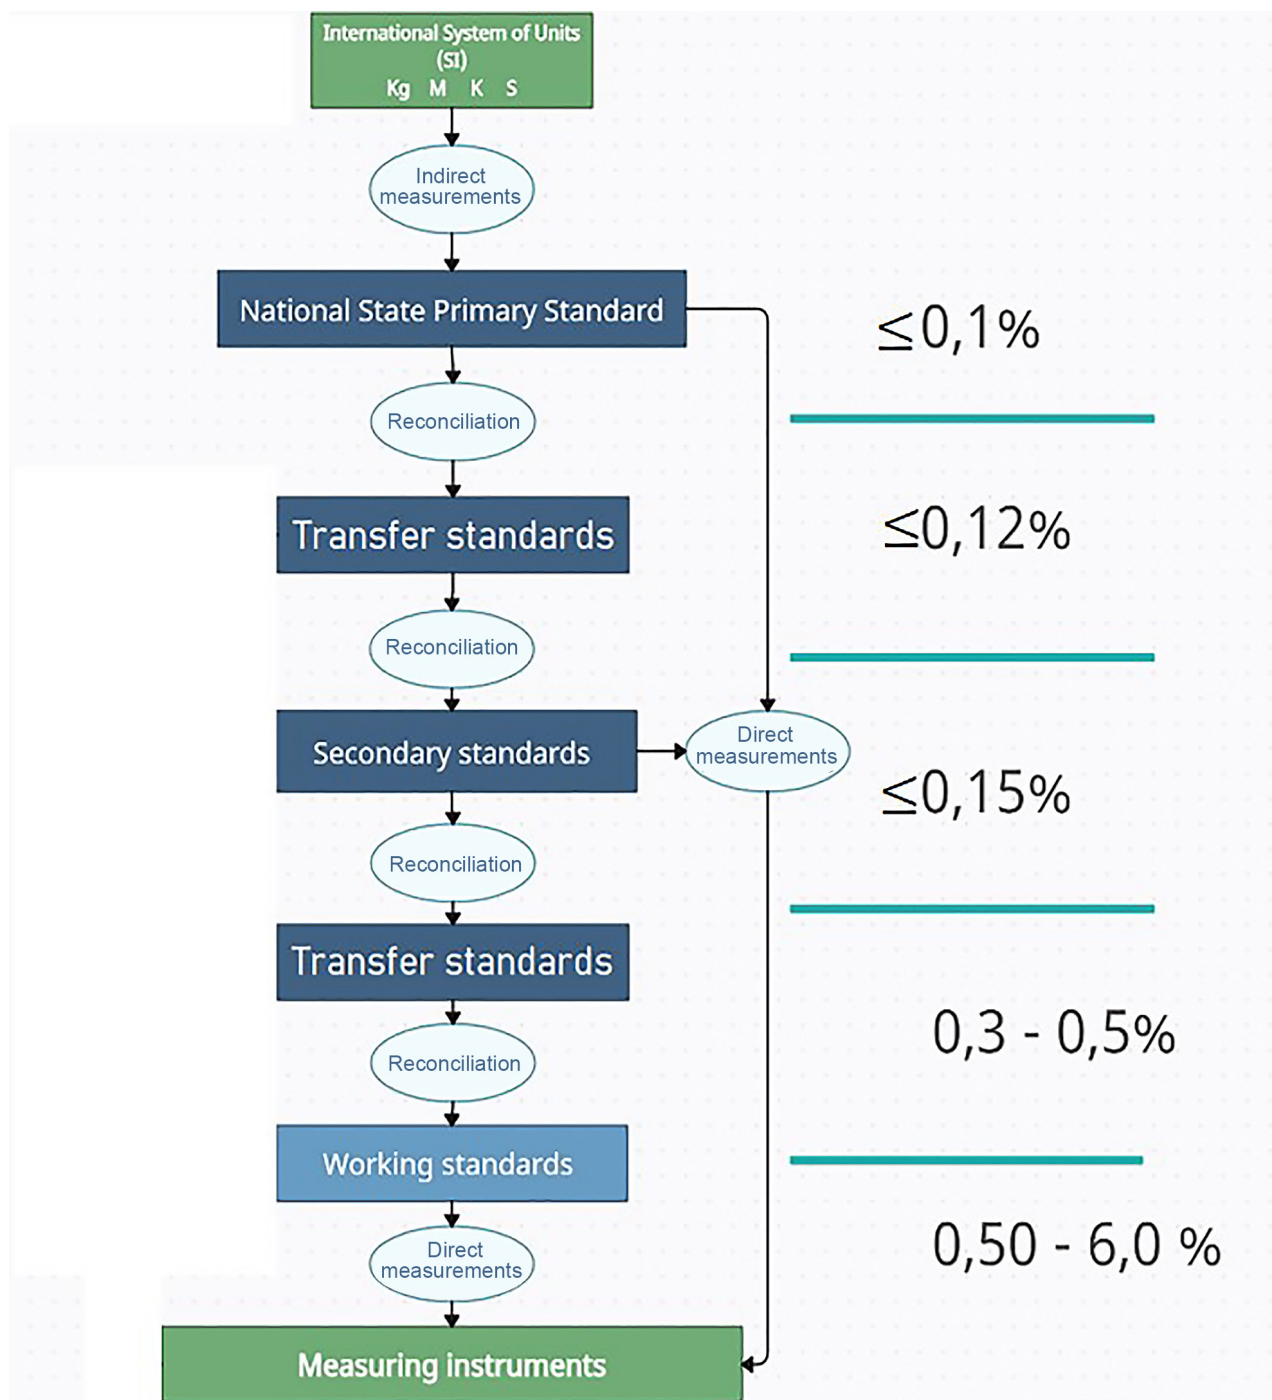 International System of Units
(SI)
Kg M K S
Indirect
measurements
National State Primary Standard
≤0,1%
Reconciliation
Transfer standards
≤0,12%
Reconciliation
Secondary standards
Direct
measurements
≤0,15%
Reconciliation
Transfer standards
0,3 - 0,5%
Reconciliation
Working standards
Direct
measurements
0,50 - 6,0 %
Measuring instruments